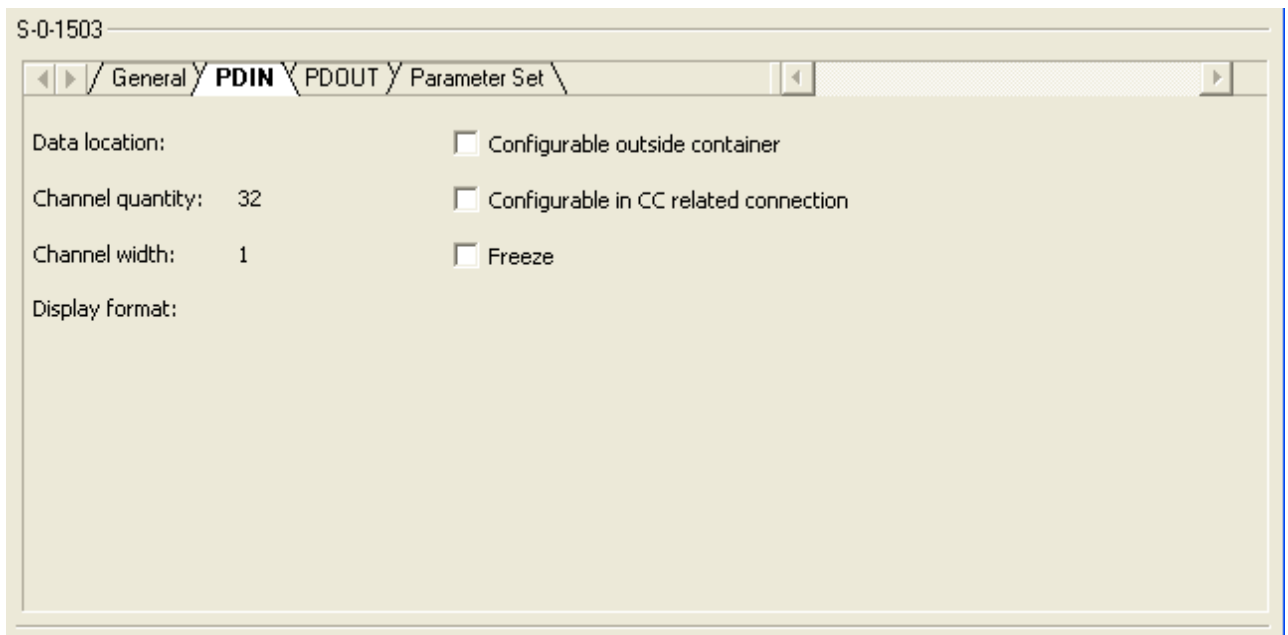 S-0-1503
General PDIN PDOUT Parameter Set
Data location: Configurable outside container
Channel quantity: 32 Configurable in CC related connection
Channel width: 1 Freeze
Display format: